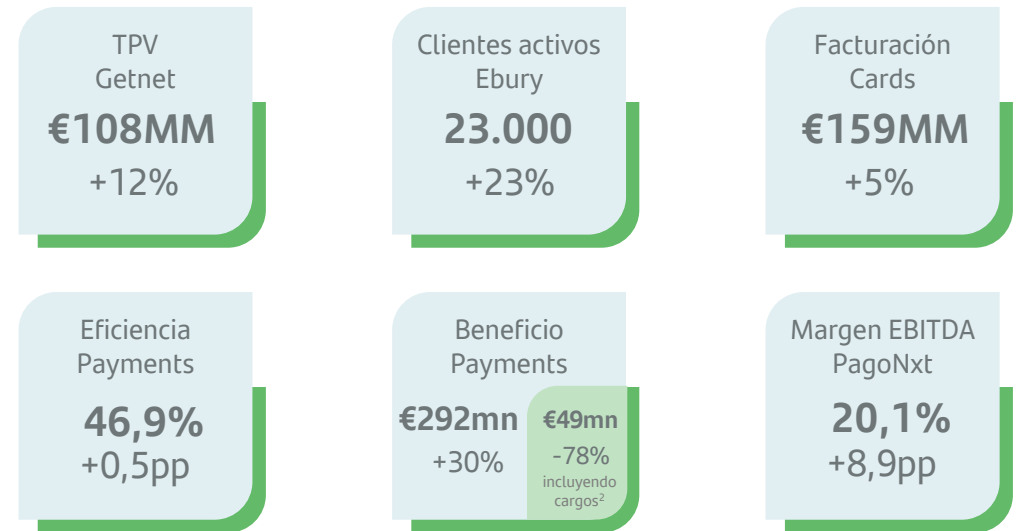 TPV
Getnet
€108MM
+12%
Clientes activos
Ebury
23.000
+23%
Facturación
Cards
€159MM
+5%
Eficiencia
Payments
46,9%
+0,5pp
Beneficio
Payments
€292mn
+30%
€49mn
-78%
incluyendo
cargos²
Margen EBITDA
PagoNxt
20,1%
+8,9pp